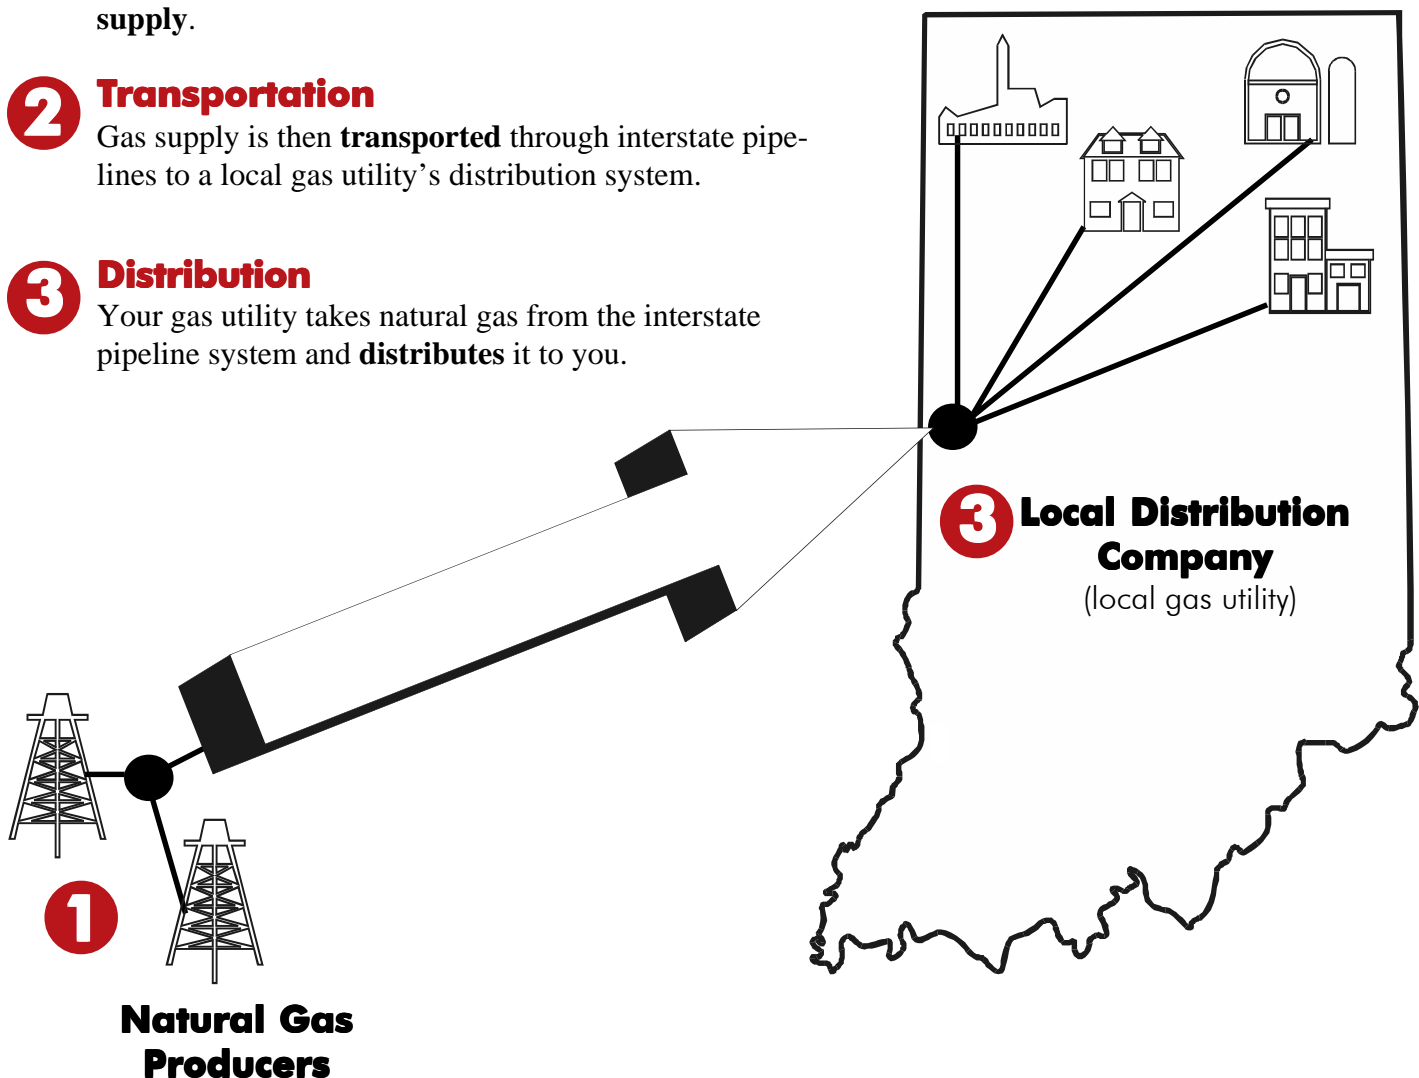 supply.
2 Transportation
Gas supply is then transported through interstate pipe-
lines to a local gas utility’s distribution system.
3 Distribution
Your gas utility takes natural gas from the interstate
pipeline system and distributes it to you.
3 Local Distribution
Company
(local gas utility)
1
Natural Gas
Producers